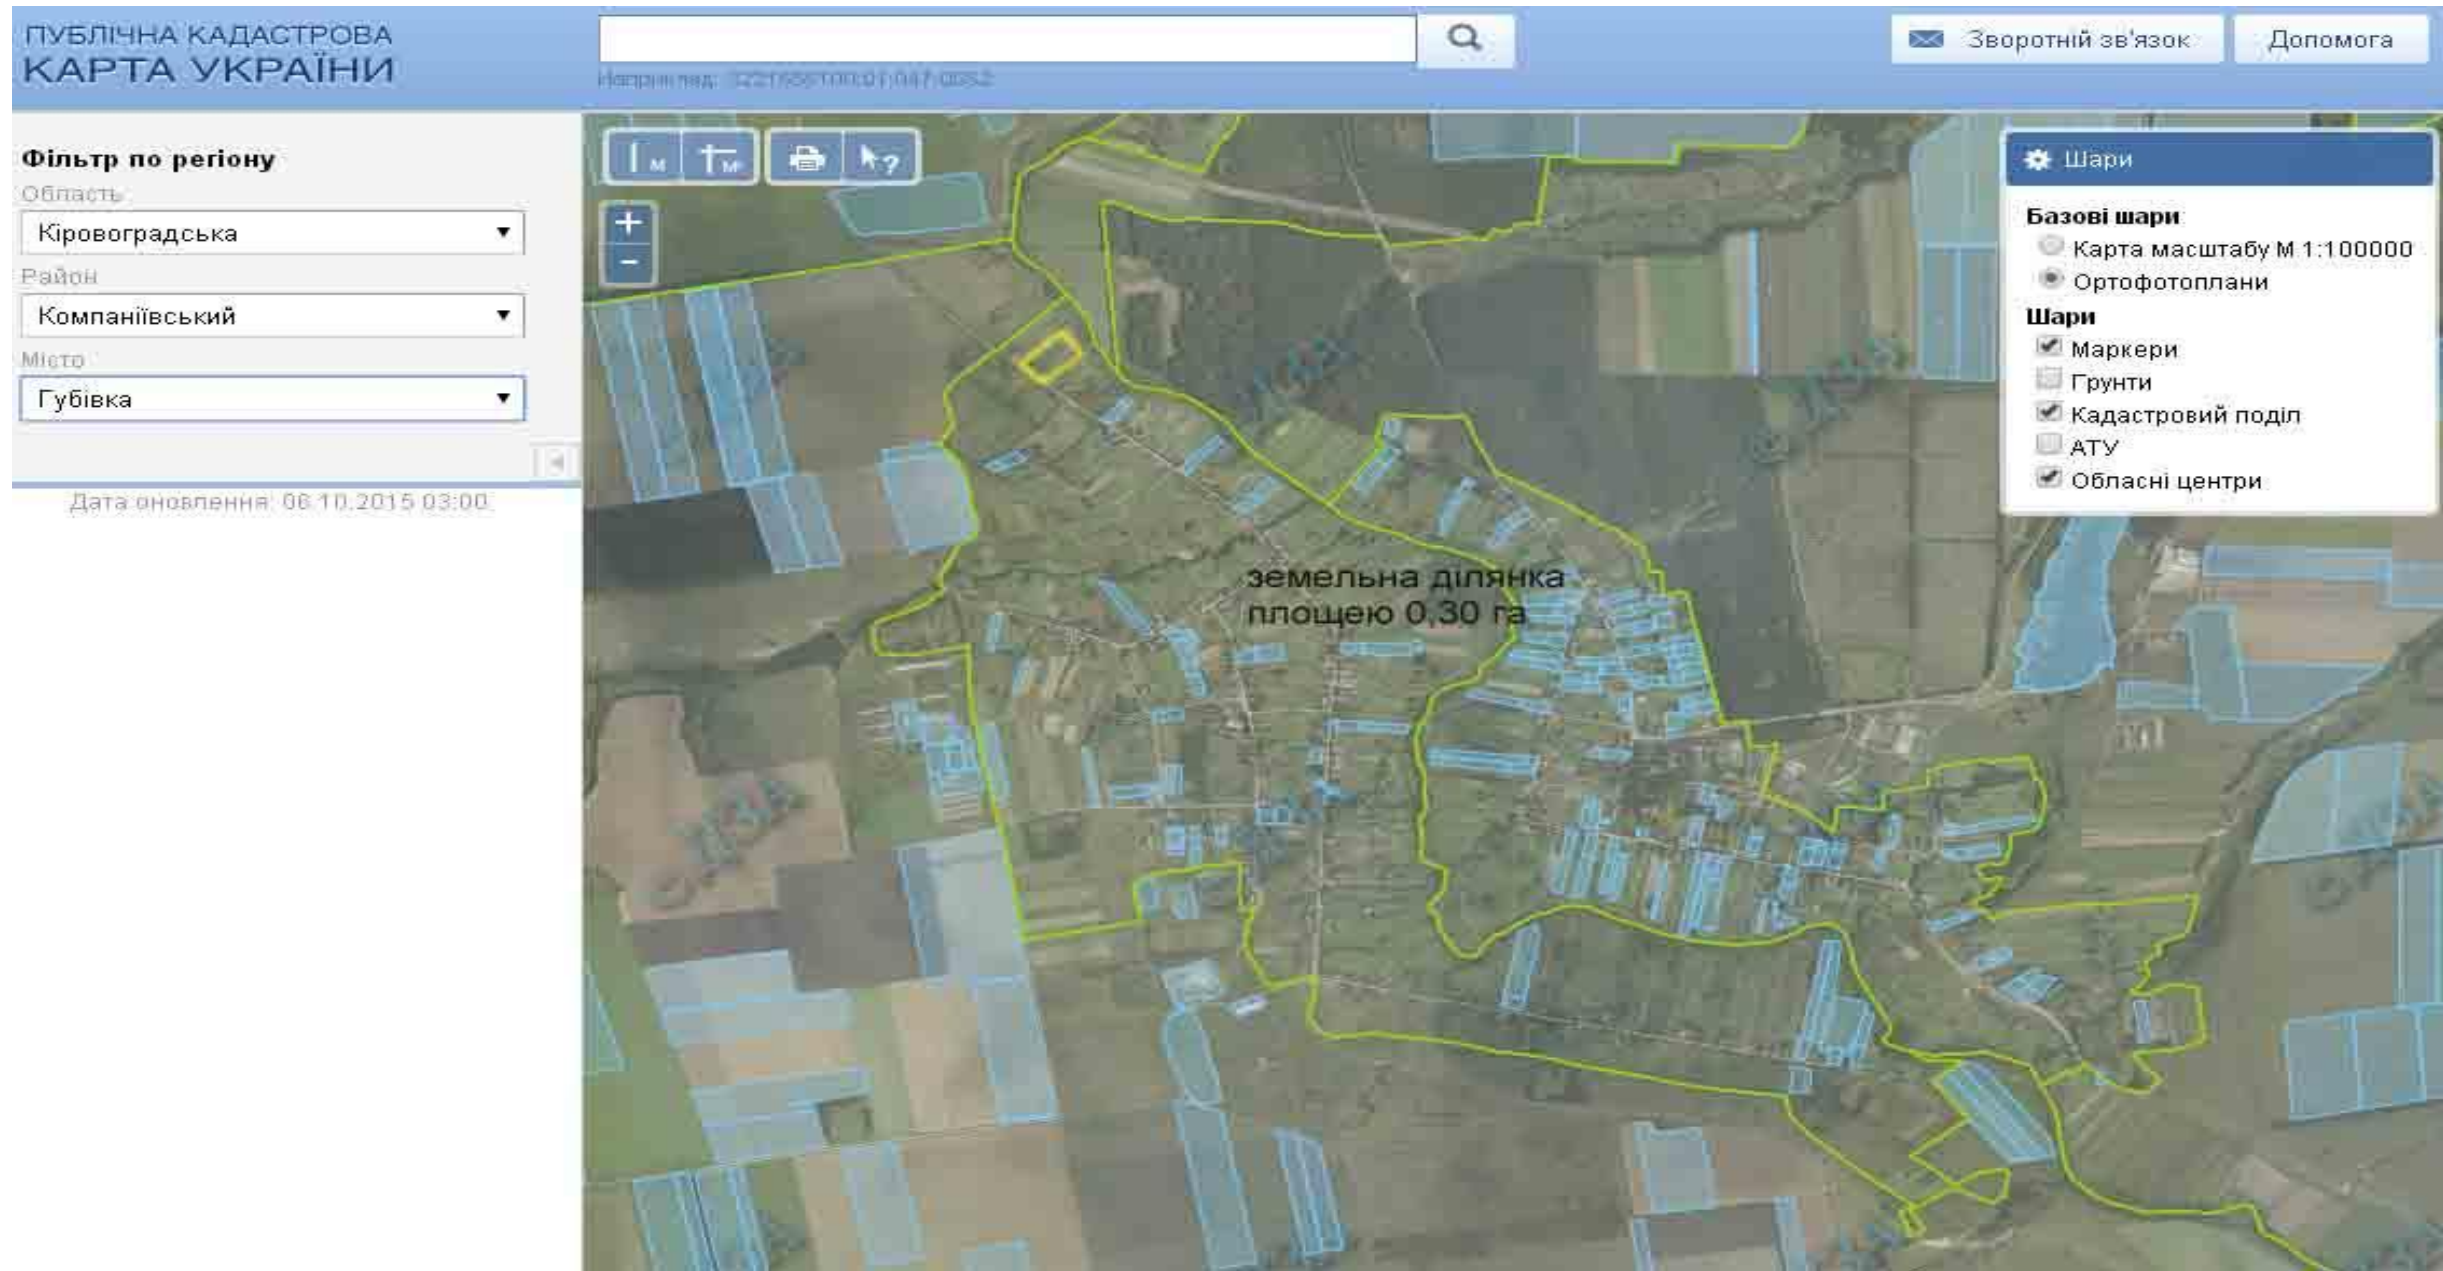 ПУБЛІЧНА КАДАСТРОВА
КАРТА УКРАЇНИ
Зворотній зв'язок
Допомога
Фільтр по регіону
Область
Кіровоградська
Район
Компаніївський
Місто
Губівка
Дата оновлення: 06.10.2015 03:00
+
−
Шари
Базові шари
Карта масштабу М 1:100000
Ортофотоплани
Шари
Маркери
Грунти
Кадастровий поділ
АТУ
Обласні центри
земельна ділянка
площею 0,30 га